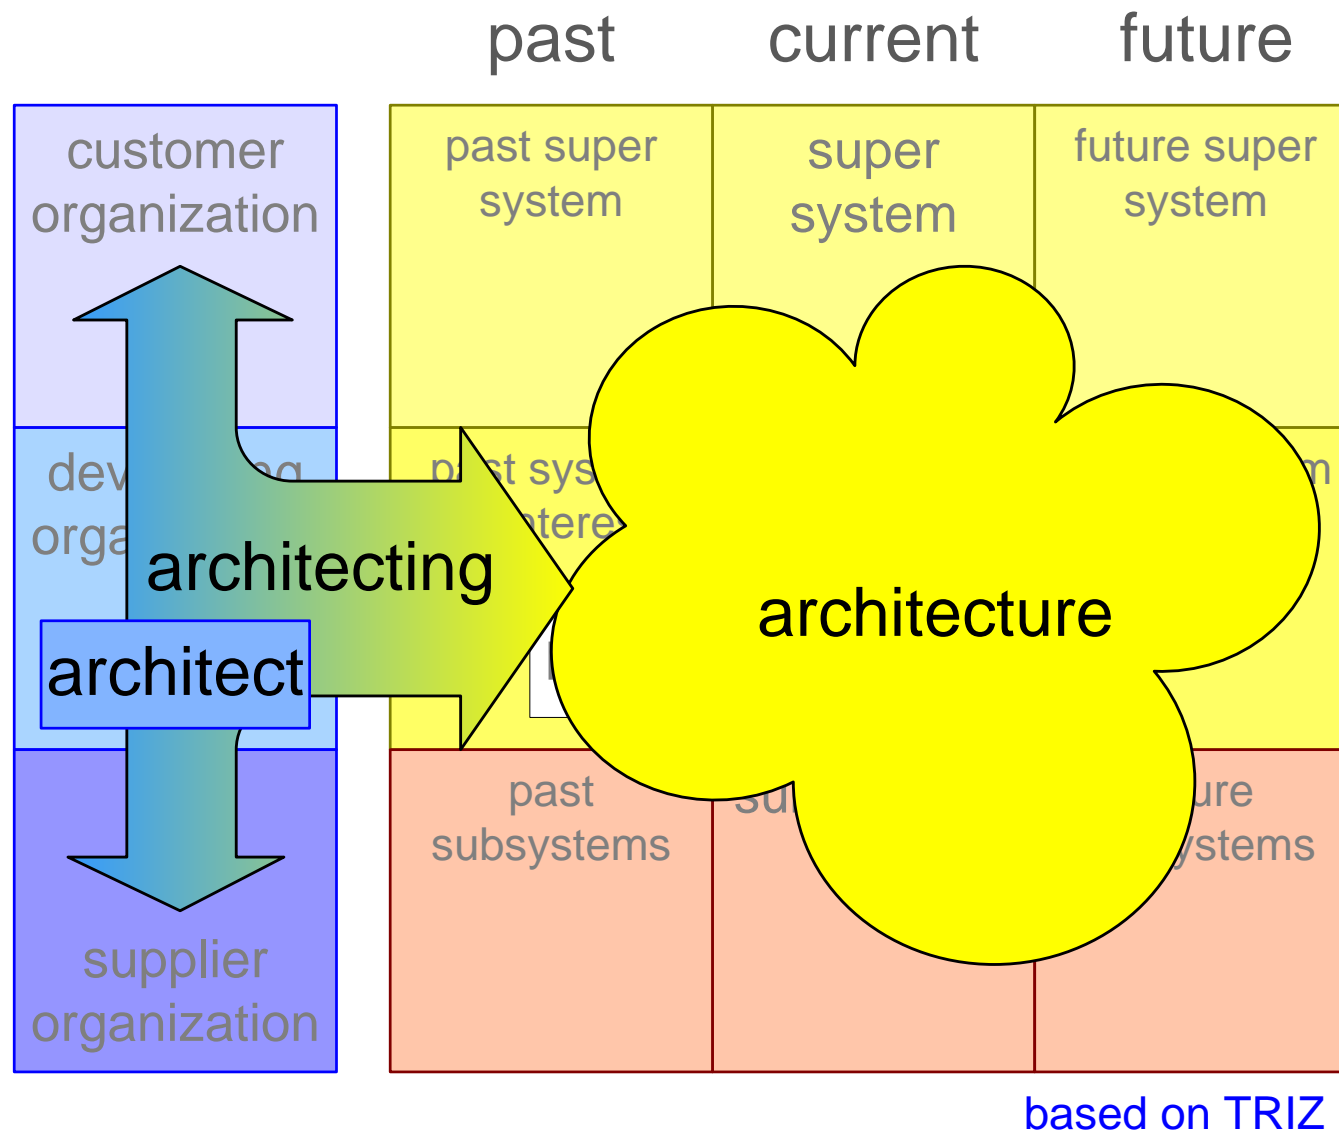 past current future
customer
organization
past super
system
super
system
future super
system
architecting
architect
architecture
past
subsystems
supplier
organization
based on TRIZ